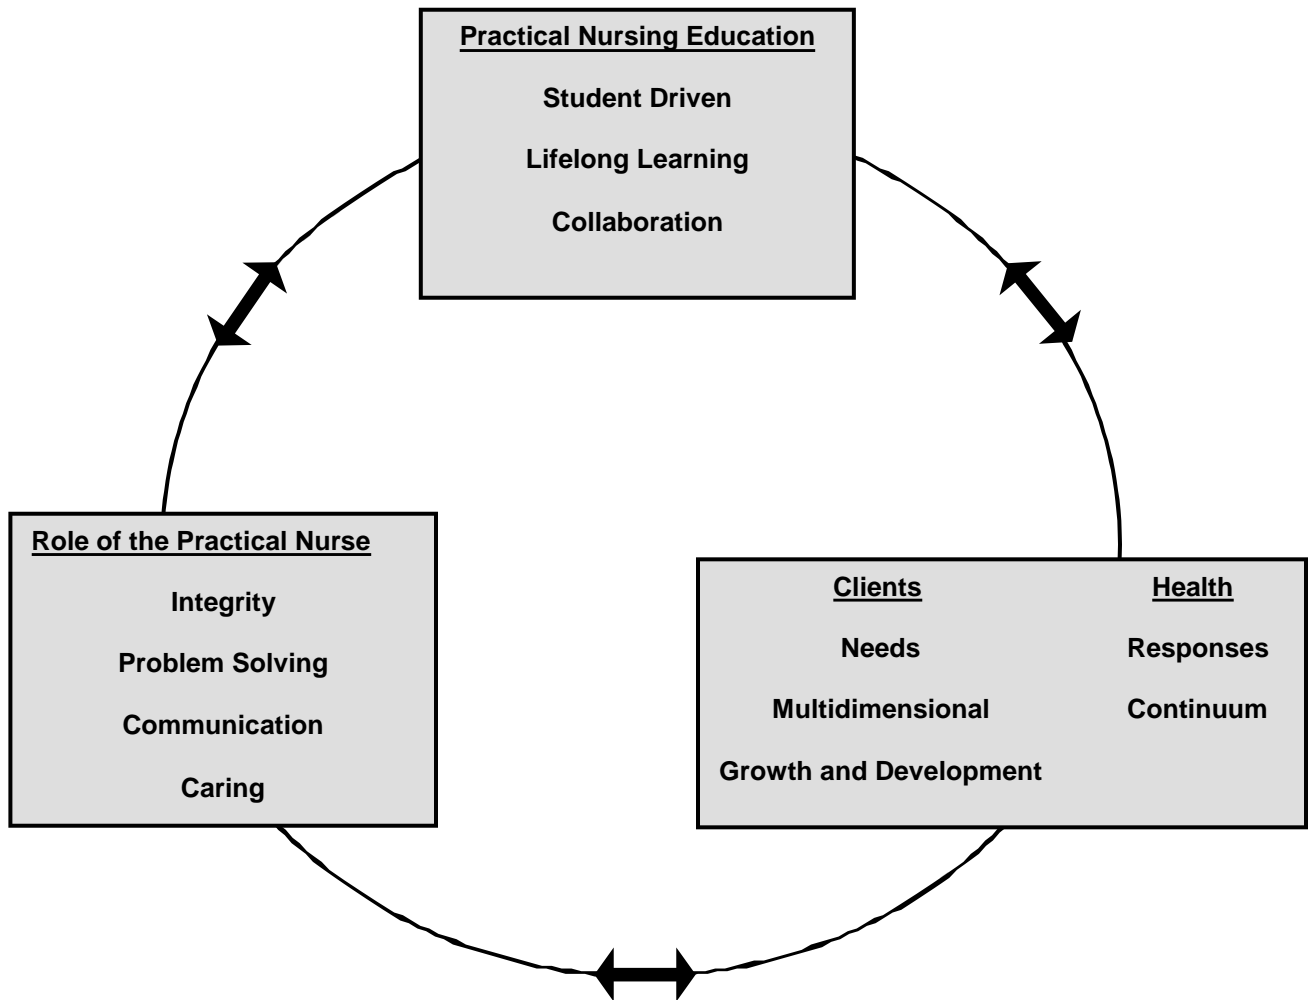 Practical Nursing Education
Student Driven
Lifelong Learning
Collaboration
Role of the Practical Nurse
Integrity
Problem Solving
Communication
Caring
Clients
Needs
Multidimensional
Growth and Development
Health
Responses
Continuum